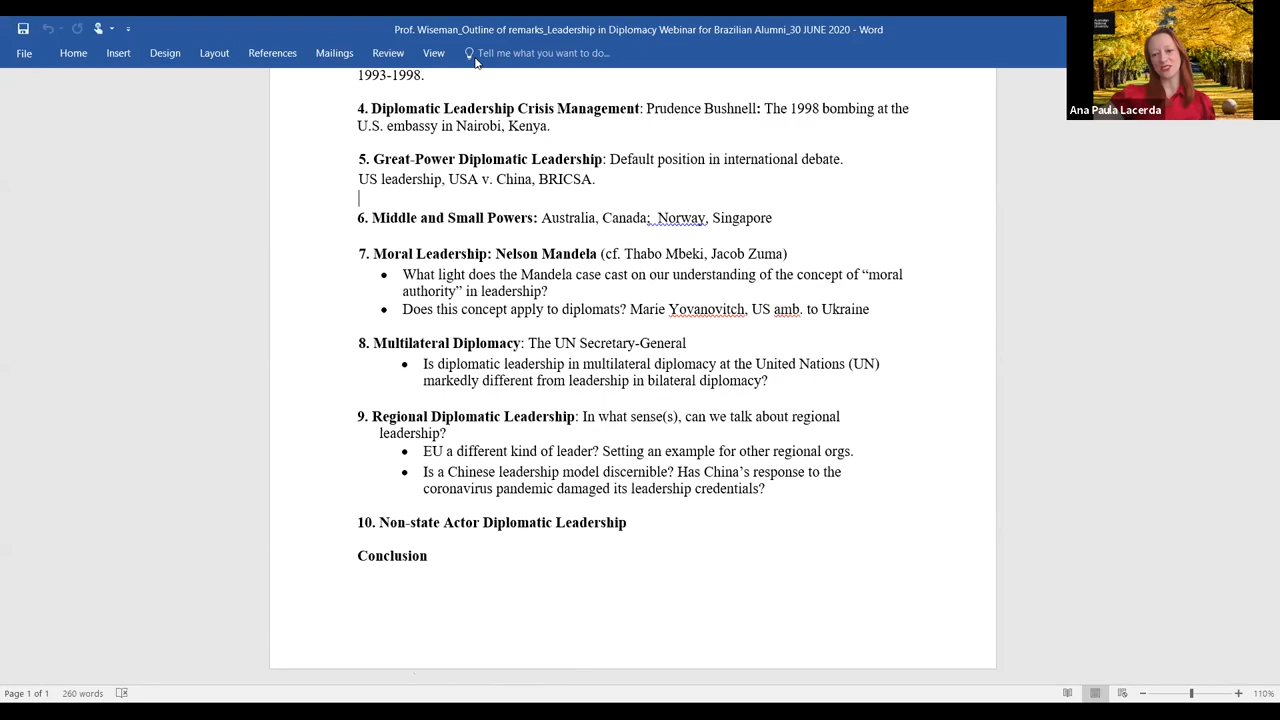 Prof. Wiseman_Outline of remarks_Leadership in Diplomacy Webinar for Brazilian Alumni_30 JUNE 2020 - Word
File Home Insert Design Layout References Mailings Review View Tell me what you want to do...
Ana Paula Lacerda
1993-1998.
4. Diplomatic Leadership Crisis Management: Prudence Bushnell: The 1998 bombing at the
U.S. embassy in Nairobi, Kenya.
5. Great-Power Diplomatic Leadership: Default position in international debate.
US leadership, USA v. China, BRICSA.
6. Middle and Small Powers: Australia, Canada; Norway, Singapore
7. Moral Leadership: Nelson Mandela (cf. Thabo Mbeki, Jacob Zuma)
• What light does the Mandela case cast on our understanding of the concept of “moral
authority” in leadership?
• Does this concept apply to diplomats? Marie Yovanovitch, US amb. to Ukraine
8. Multilateral Diplomacy: The UN Secretary-General
• Is diplomatic leadership in multilateral diplomacy at the United Nations (UN)
markedly different from leadership in bilateral diplomacy?
9. Regional Diplomatic Leadership: In what sense(s), can we talk about regional
leadership?
• EU a different kind of leader? Setting an example for other regional orgs.
• Is a Chinese leadership model discernible? Has China’s response to the
coronavirus pandemic damaged its leadership credentials?
10. Non-state Actor Diplomatic Leadership
Conclusion
Page 1 of 1 260 words 110%